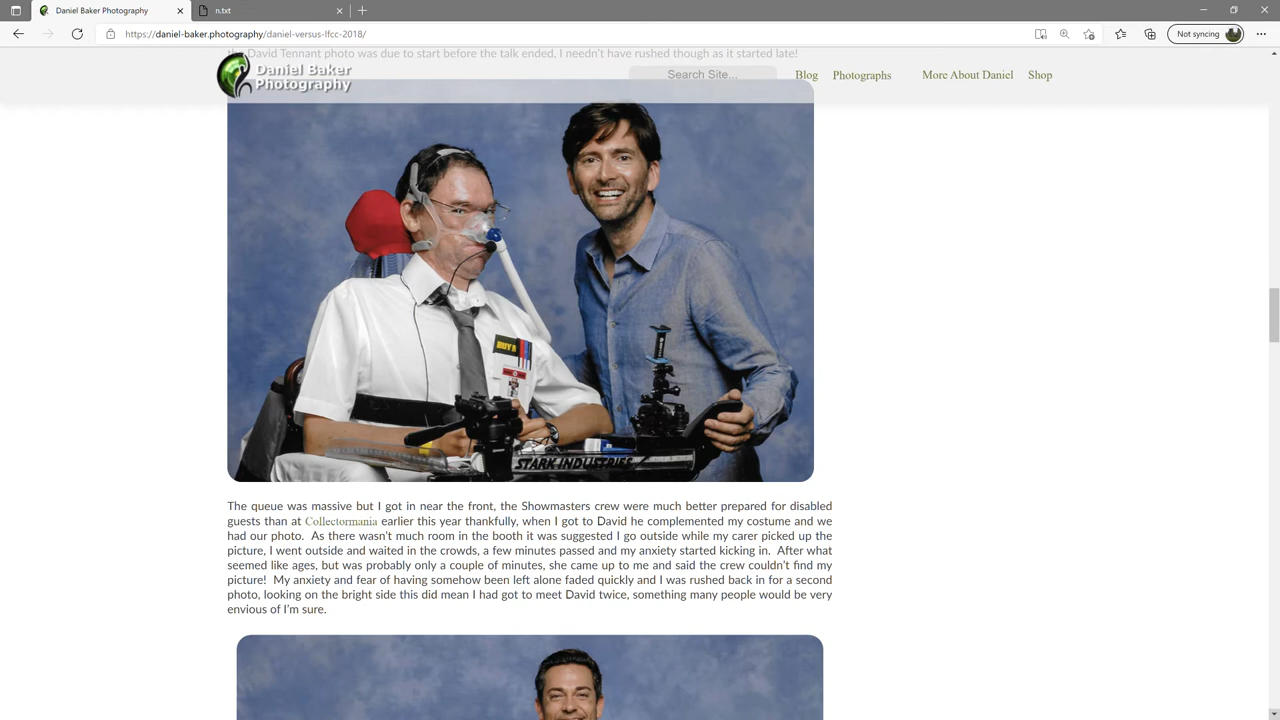 Daniel Baker Photography
n.txt
https://daniel-baker.photography/daniel-versus-lfcc-2018/
Not syncing
the David Tennant photo was due to start before the talk ended, I needn't have rushed though as it started late!
Daniel Baker
Photography
Search Site...
Blog
Photographs
More About Daniel
Shop
STARK INDUSTRIES
The queue was massive but I got in near the front, the Showmasters crew were much better prepared for disabled
guests than at Collectormania earlier this year thankfully, when I got to David he complemented my costume and we
had our photo. As there wasn't much room in the booth it was suggested I go outside while my carer picked up the
picture, I went outside and waited in the crowds, a few minutes passed and my anxiety started kicking in. After what
seemed like ages, but was probably only a couple of minutes, she came up to me and said the crew couldn't find my
picture! My anxiety and fear of having somehow been left alone faded quickly and I was rushed back in for a second
photo, looking on the bright side this did mean I had got to meet David twice, something many people would be very
envious of I'm sure.